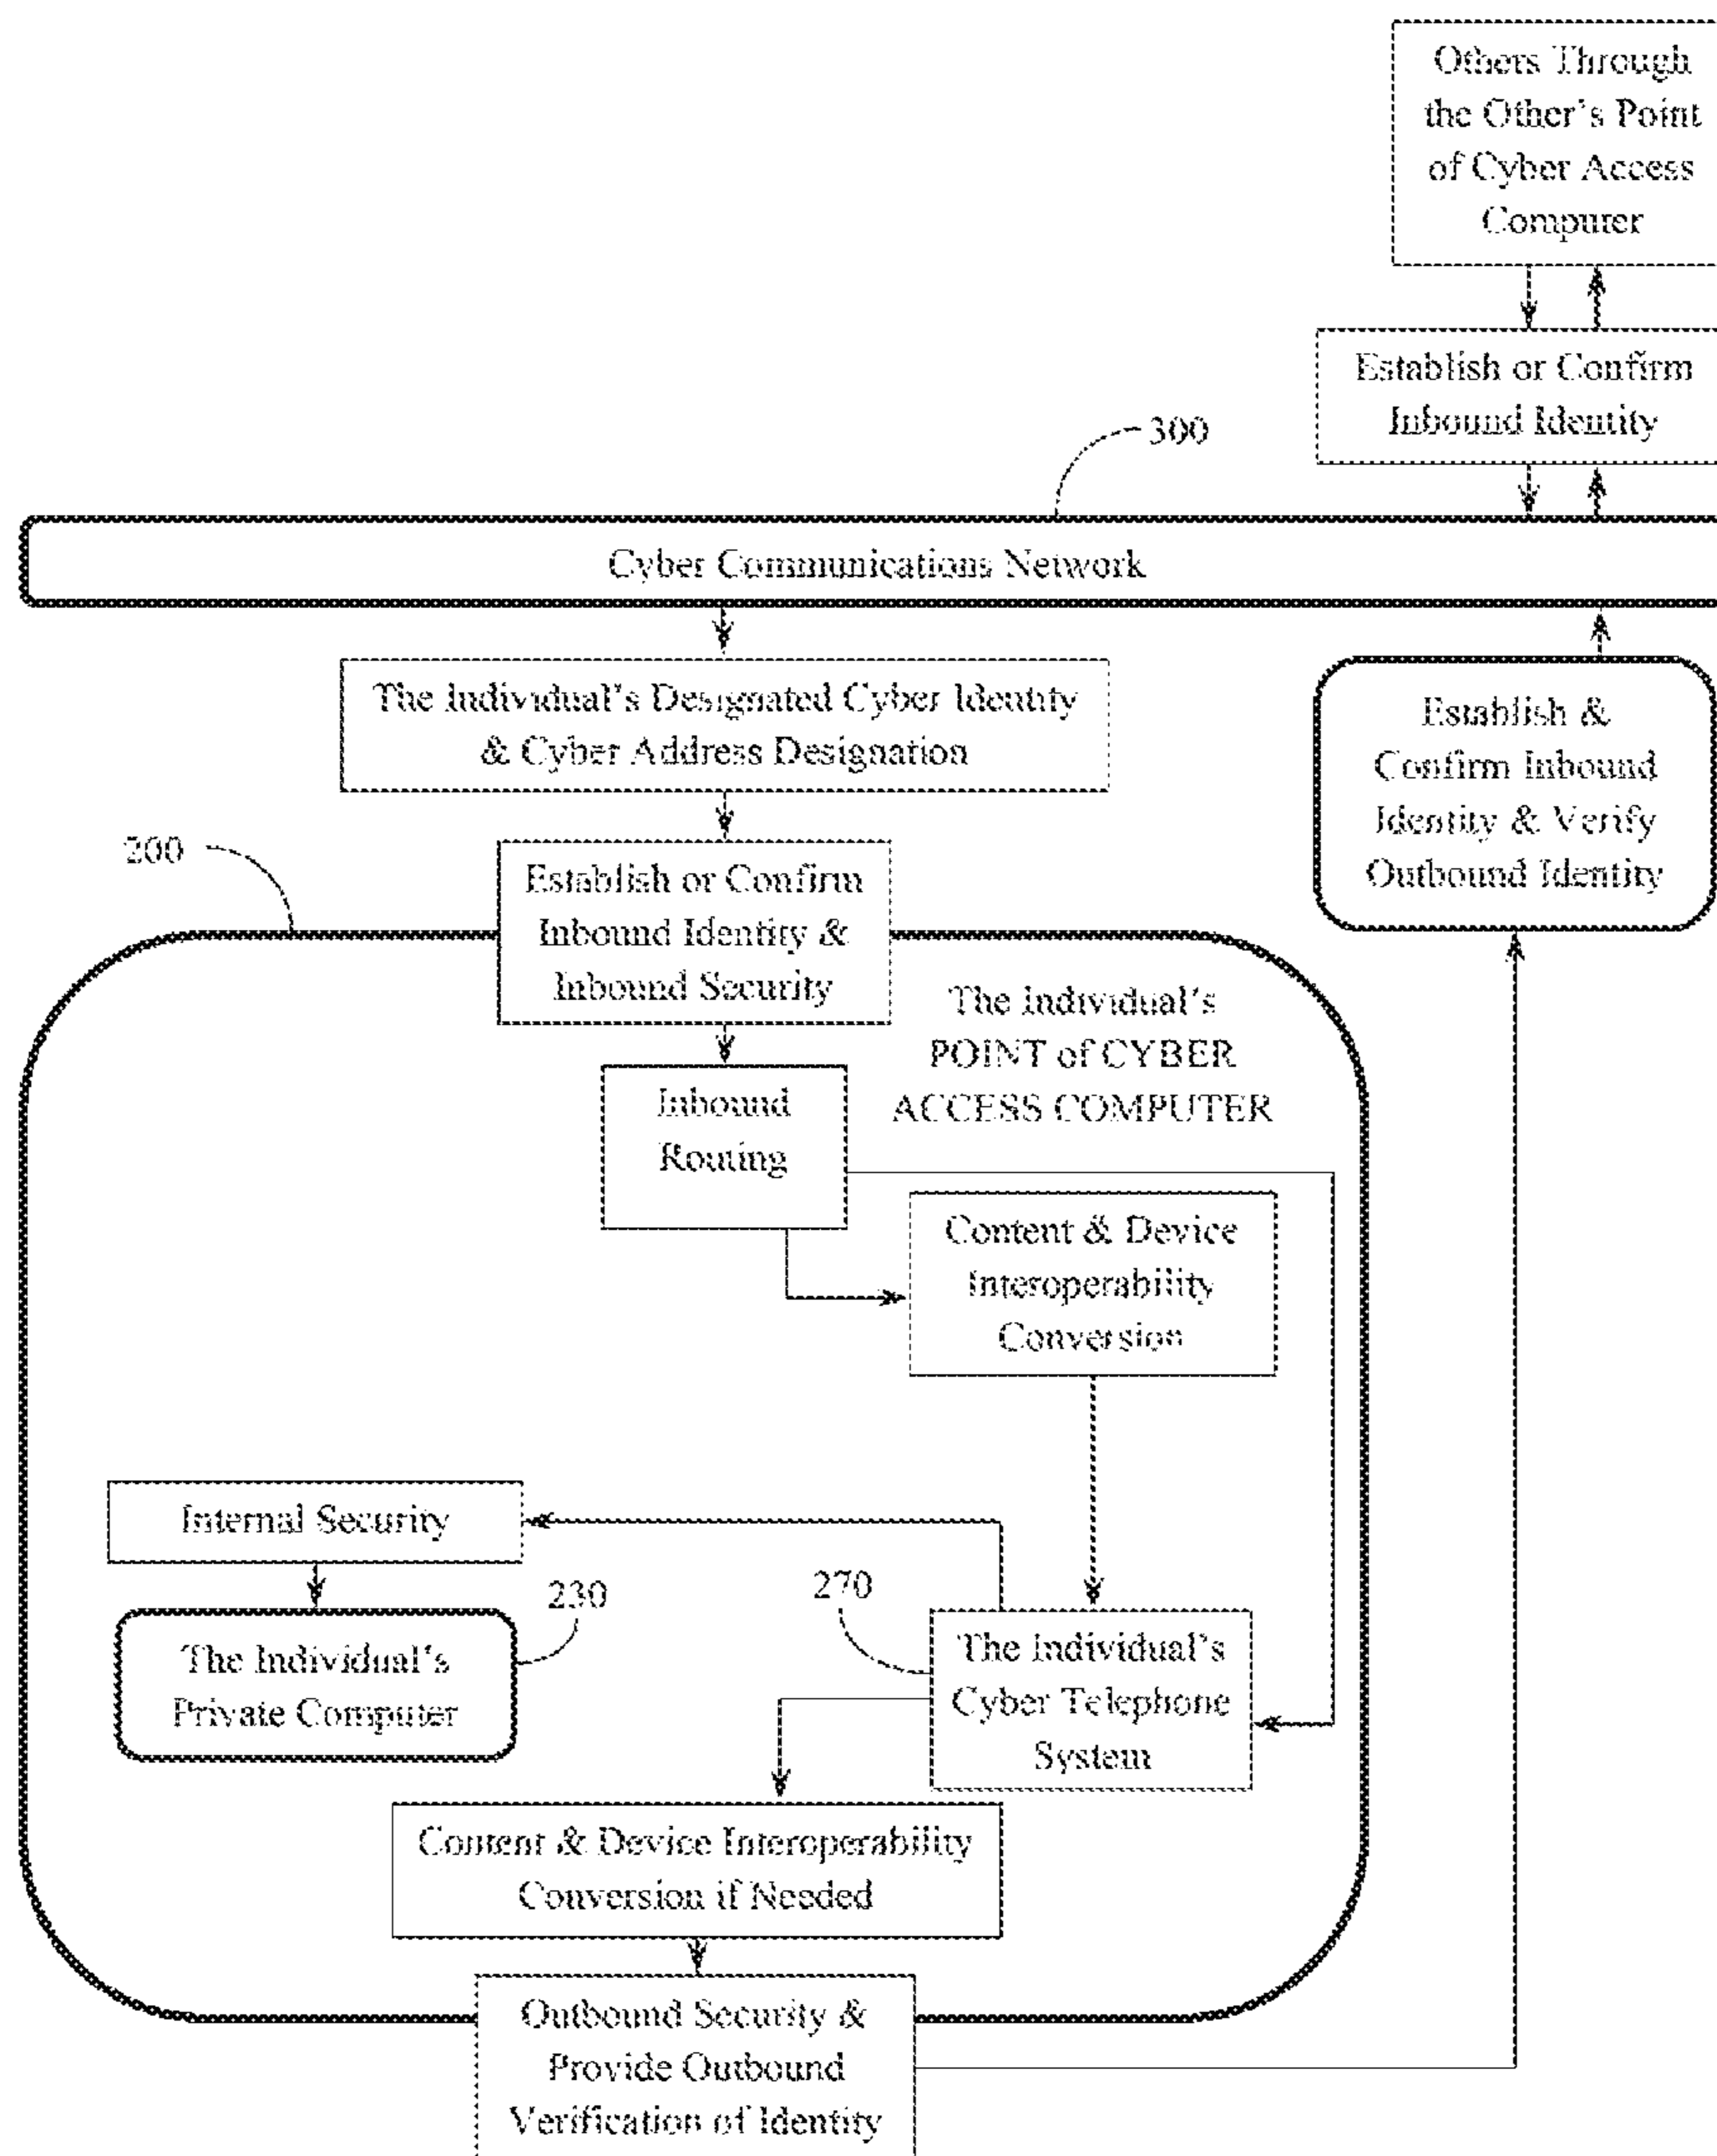 Others Through
the Other's Point
of Cyber Access
Computer
Establish or Confirm
Inbound Identity
300
Cyber Communications Network
The Individual's Designated Cyber Identity
& Cyber Address Designation
Establish &
Confirm Inbound
Identity & Verify
Outbound Identity
200
Establish or Confirm
Inbound Identity &
Inbound Security
The Individual's
POINT of CYBER
ACCESS COMPUTER
Inbound
Routing
Content & Device
Interoperability
Conversion
Internal Security
230
270
The Individual's
Private Computer
The Individual's
Cyber Telephone
System
Content & Device Interoperability
Conversion if Needed
Outbound Security &
Provide Outbound
Verification of Identity